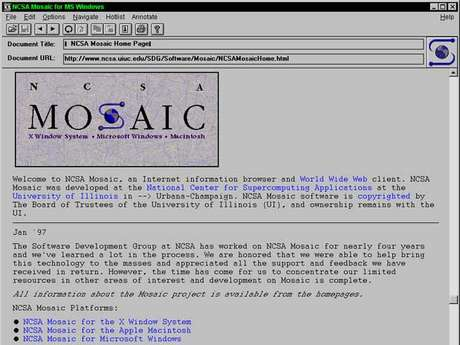 NCSA Mosaic for MS Windows
File Edit Options Navigate Hotlist Annotate Help
Document Title: NCSA Mosaic Home Page
Document URL: http://www.ncsa.uiuc.edu/SDG/Software/Mosaic/NCSAMosaicHome.html
N C S A
MOSAIC
X Window System • Microsoft Windows • Macintosh
Welcome to NCSA Mosaic, an Internet information browser and World Wide Web client. NCSA
Mosaic was developed at the National Center for Supercomputing Applications at the
University of Illinois in --> Urbana-Champaign. NCSA Mosaic software is copyrighted by
The Board of Trustees of the University of Illinois (UI), and ownership remains with the
UI.
Jan '97
The Software Development Group at NCSA has worked on NCSA Mosaic for nearly four years
and we've learned a lot in the process. We are honored that we were able to help bring
this technology to the masses and appreciated all the support and feedback we have
received in return. However, the time has come for us to concentrate our limited
resources in other areas of interest and development on Mosaic is complete.
All information about the Mosaic project is available from the homepages.
NCSA Mosaic Platforms:
● NCSA Mosaic for the X Window System
● NCSA Mosaic for the Apple Macintosh
● NCSA Mosaic for Microsoft Windows